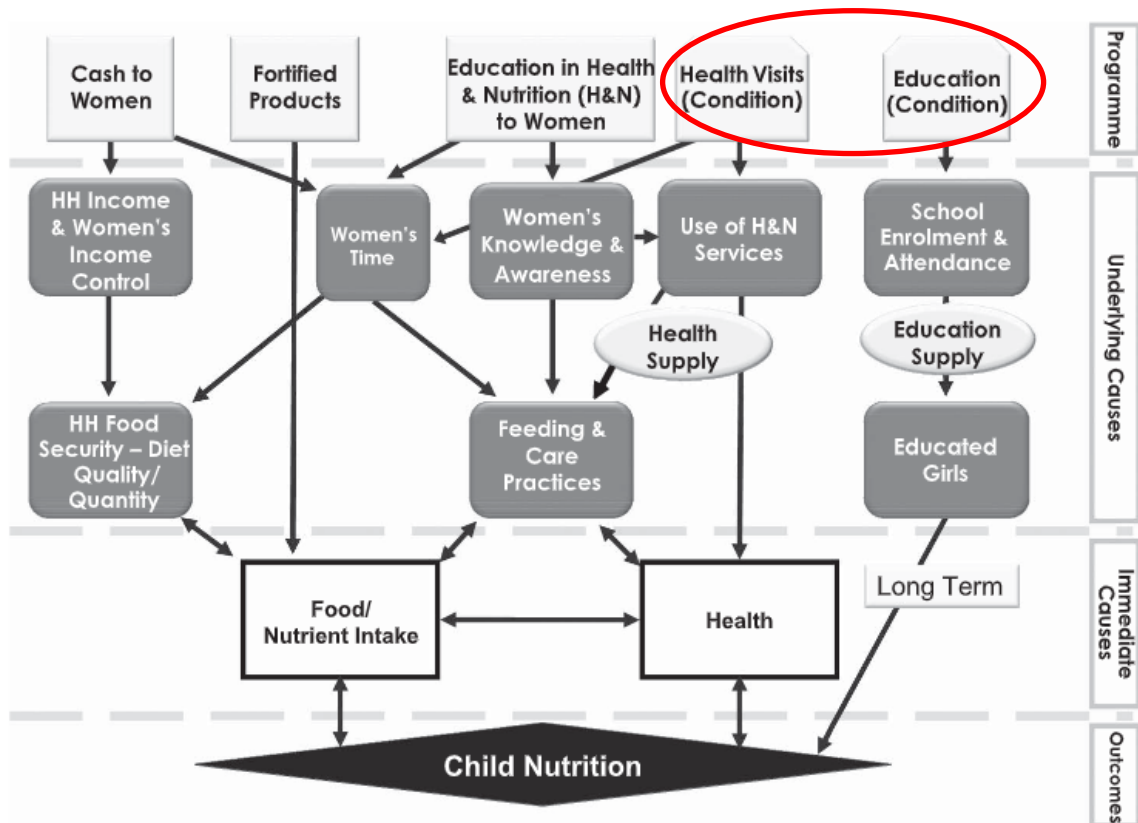 Cash to
Women
Fortified
Products
Education in Health
& Nutrition (H&N)
to Women
Health Visits
(Condition)
Education
(Condition)
Programme
HH Income
& Women's
Income
Control
Women's
Time
Women's
Knowledge &
Awareness
Use of H&N
Services
School
Enrolment &
Attendance
Underlying Causes
Health
Supply
Education
Supply
HH Food
Security – Diet
Quality/
Quantity
Feeding &
Care
Practices
Educated
Girls
Food/
Nutrient Intake
Health
Long Term
Immediate
Causes
Child Nutrition
Outcomes